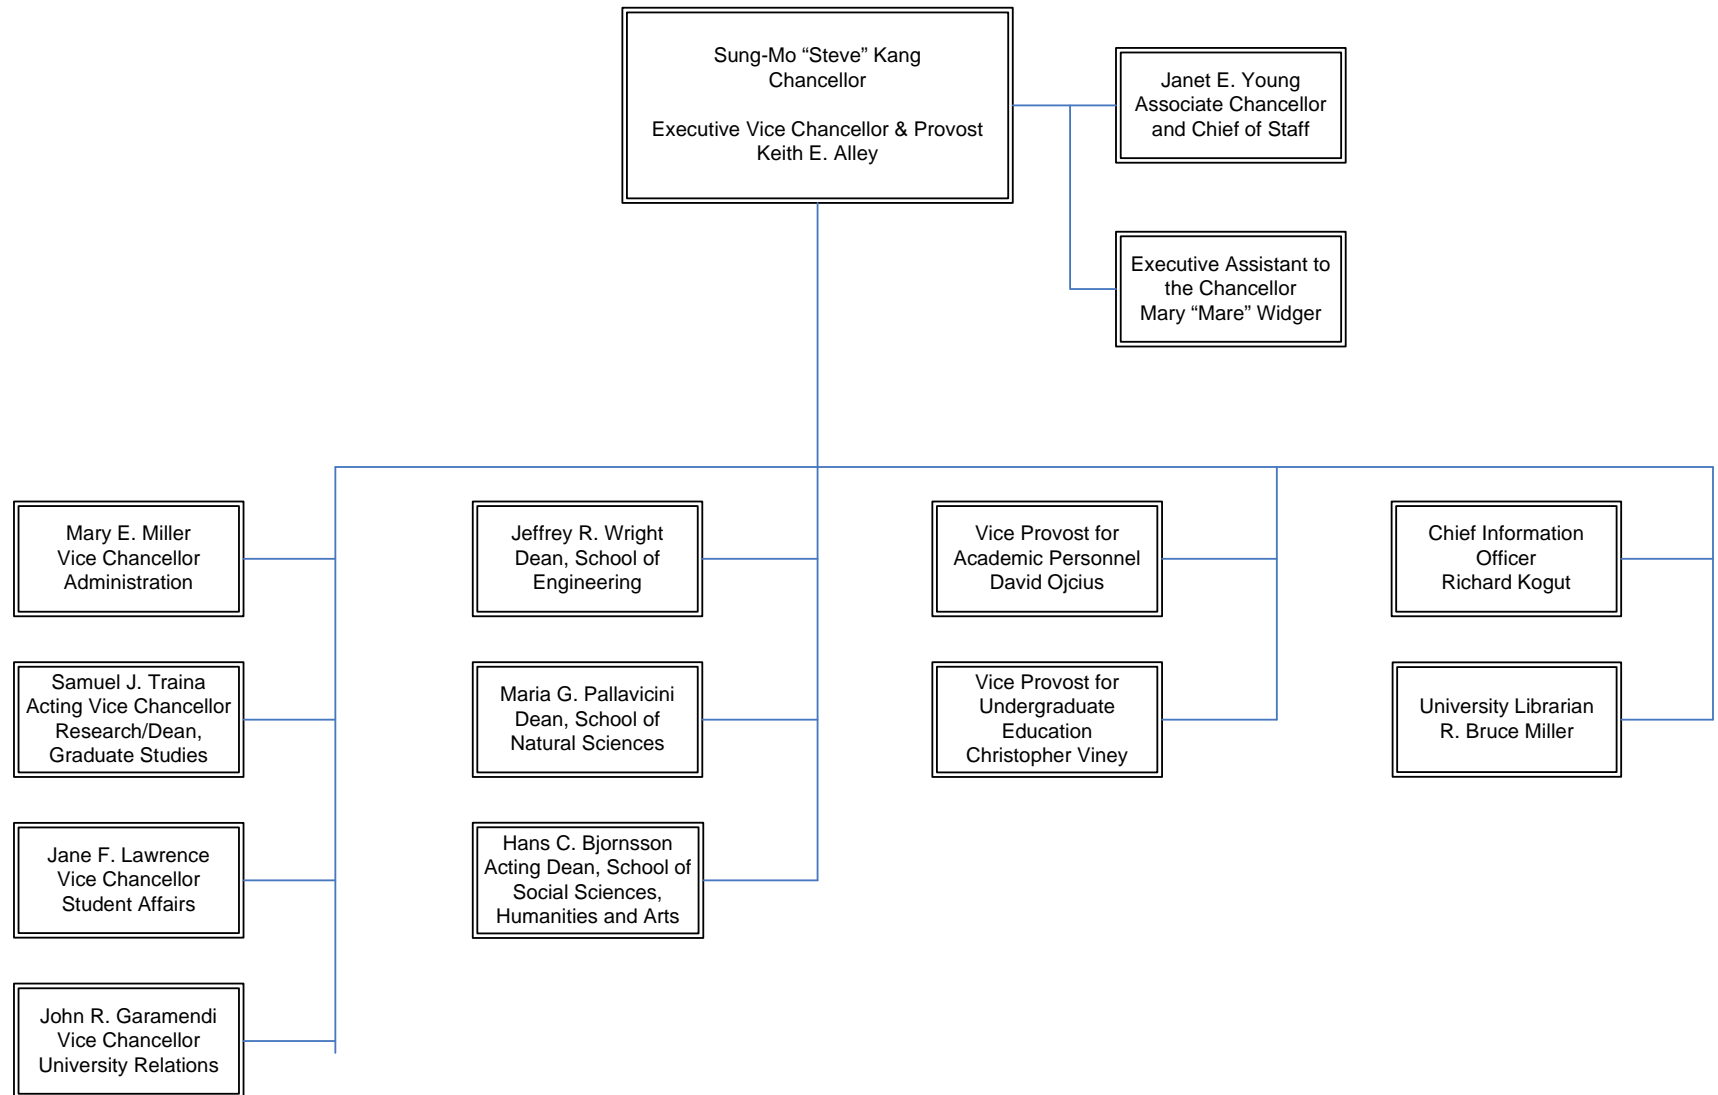 Sung-Mo “Steve” Kang
Chancellor
Executive Vice Chancellor & Provost
Keith E. Alley
Janet E. Young
Associate Chancellor
and Chief of Staff
Executive Assistant to
the Chancellor
Mary “Mare” Widger
Mary E. Miller
Vice Chancellor
Administration
Jeffrey R. Wright
Dean, School of
Engineering
Vice Provost for
Academic Personnel
David Ojcius
Chief Information
Officer
Richard Kogut
Samuel J. Traina
Acting Vice Chancellor
Research/Dean,
Graduate Studies
Maria G. Pallavicini
Dean, School of
Natural Sciences
Vice Provost for
Undergraduate
Education
Christopher Viney
University Librarian
R. Bruce Miller
Jane F. Lawrence
Vice Chancellor
Student Affairs
Hans C. Bjornsson
Acting Dean, School of
Social Sciences,
Humanities and Arts
John R. Garamendi
Vice Chancellor
University Relations